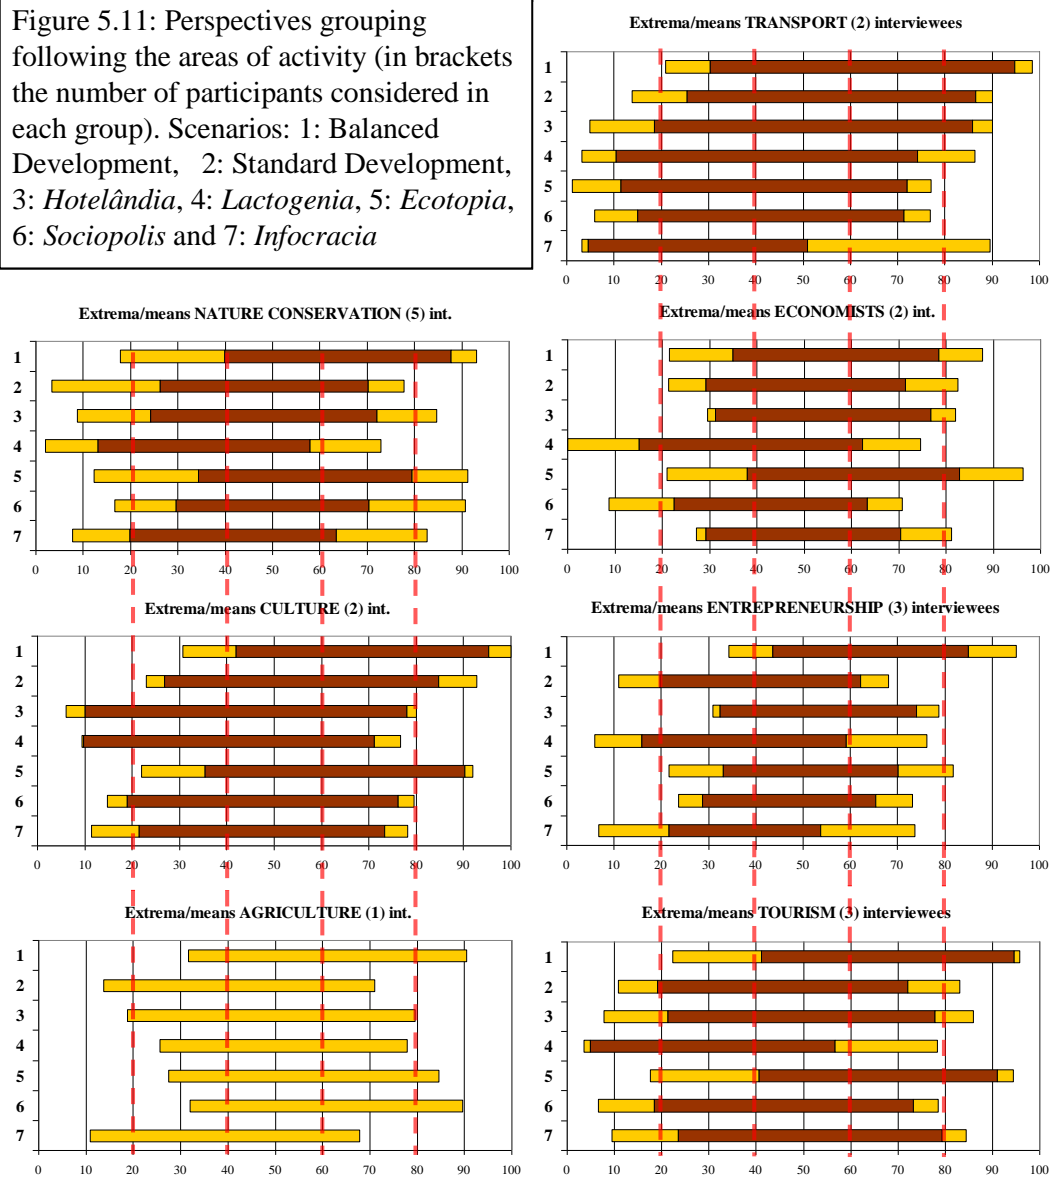 Figure 5.11: Perspectives grouping
following the areas of activity (in brackets
the number of participants considered in
each group). Scenarios: 1: Balanced
Development, 2: Standard Development,
3: Hotelândia, 4: Lactogenia, 5: Ecotopia,
6: Sociopolis and 7: Infocracia
Extrema/means TRANSPORT (2) interviewees
1
2
3
4
5
6
7
0 10 20 30 40 50 60 70 80 90 100
Extrema/means NATURE CONSERVATION (5) int.
1
2
3
4
5
6
7
0 10 20 30 40 50 60 70 80 90 100
Extrema/means ECONOMISTS (2) int.
1
2
3
4
5
6
7
0 10 20 30 40 50 60 70 80 90 100
Extrema/means CULTURE (2) int.
1
2
3
4
5
6
7
0 10 20 30 40 50 60 70 80 90 100
Extrema/means ENTREPRENEURSHIP (3) interviewees
1
2
3
4
5
6
7
0 10 20 30 40 50 60 70 80 90 100
Extrema/means AGRICULTURE (1) int.
1
2
3
4
5
6
7
0 10 20 30 40 50 60 70 80 90 100
Extrema/means TOURISM (3) interviewees
1
2
3
4
5
6
7
0 10 20 30 40 50 60 70 80 90 100